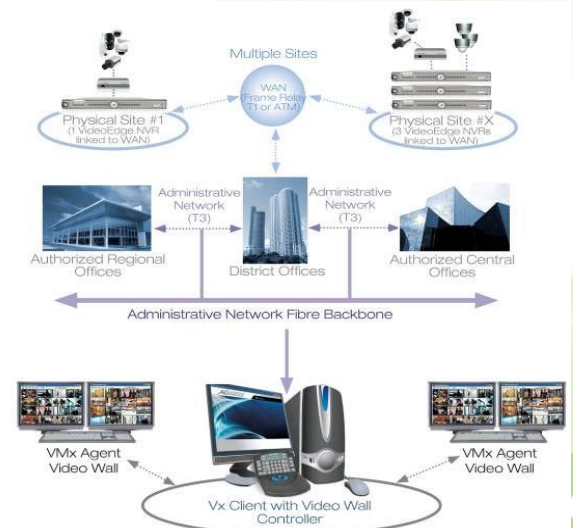 Multiple Sites
WAN
(Frame Relay
T1 or ATM)
Physical Site #1
(1 VideoEdge NVR
linked to WAN)
Physical Site #X
(3 VideoEdge NVRs
linked to WAN)
Administrative
Network
(T3)
Administrative
Network
(T3)
Authorized Regional
Offices
District Offices
Authorized Central
Offices
Administrative Network Fibre Backbone
VMx Agent
Video Wall
VMx Agent
Video Wall
Vx Client with Video Wall
Controller